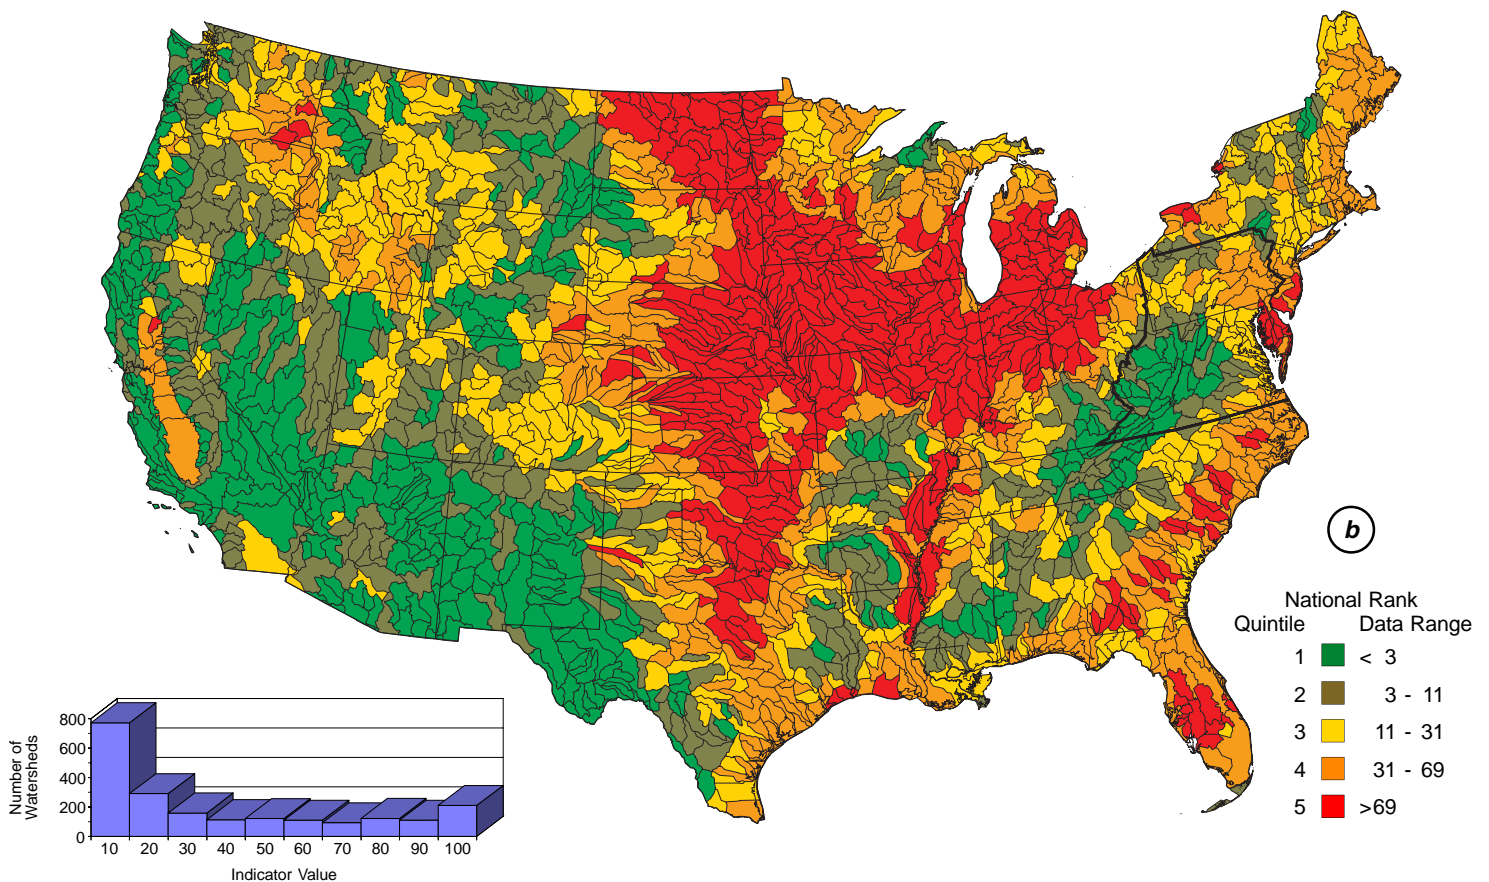 b
National Rank
Quintile Data Range
1 < 3
2 3 - 11
3 11 - 31
4 31 - 69
5 >69
800
600
400
200
0
Number of
Watersheds
10 20 30 40 50 60 70 80 90 100
Indicator Value